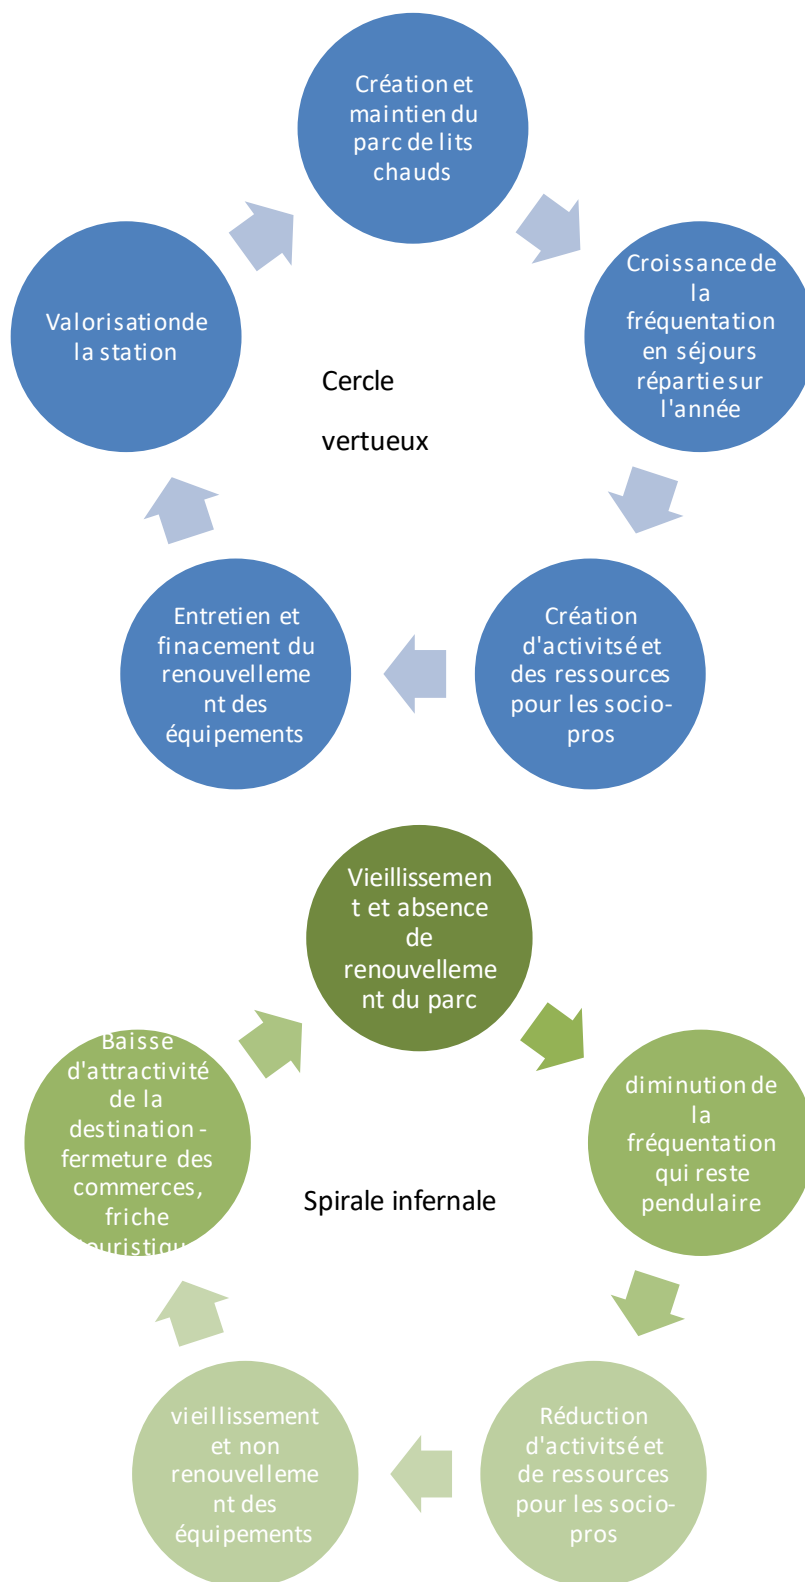 Création et
maintien du
parc de lits
chauds
Croissance de
la
fréquentation
en séjours
répartie sur
l'année
Création
d'activitsé et
des ressources
pour les socio-
pros
Entretien et
finacement du
renouvelleme
nt des
équipements
Valorisationde
la station
Cercle
vertueux
Vieillissemen
t et absence
de
renouvelleme
nt du parc
diminution de
la
fréquentation
qui reste
pendulaire
Réduction
d'activitsé et
de ressources
pour les socio-
pros
vieillissement
et non
renouvelleme
nt des
équipements
Baisse
d'attractivité
de la
destination -
fermeture des
commerces,
friche
touristique
Spirale infernale